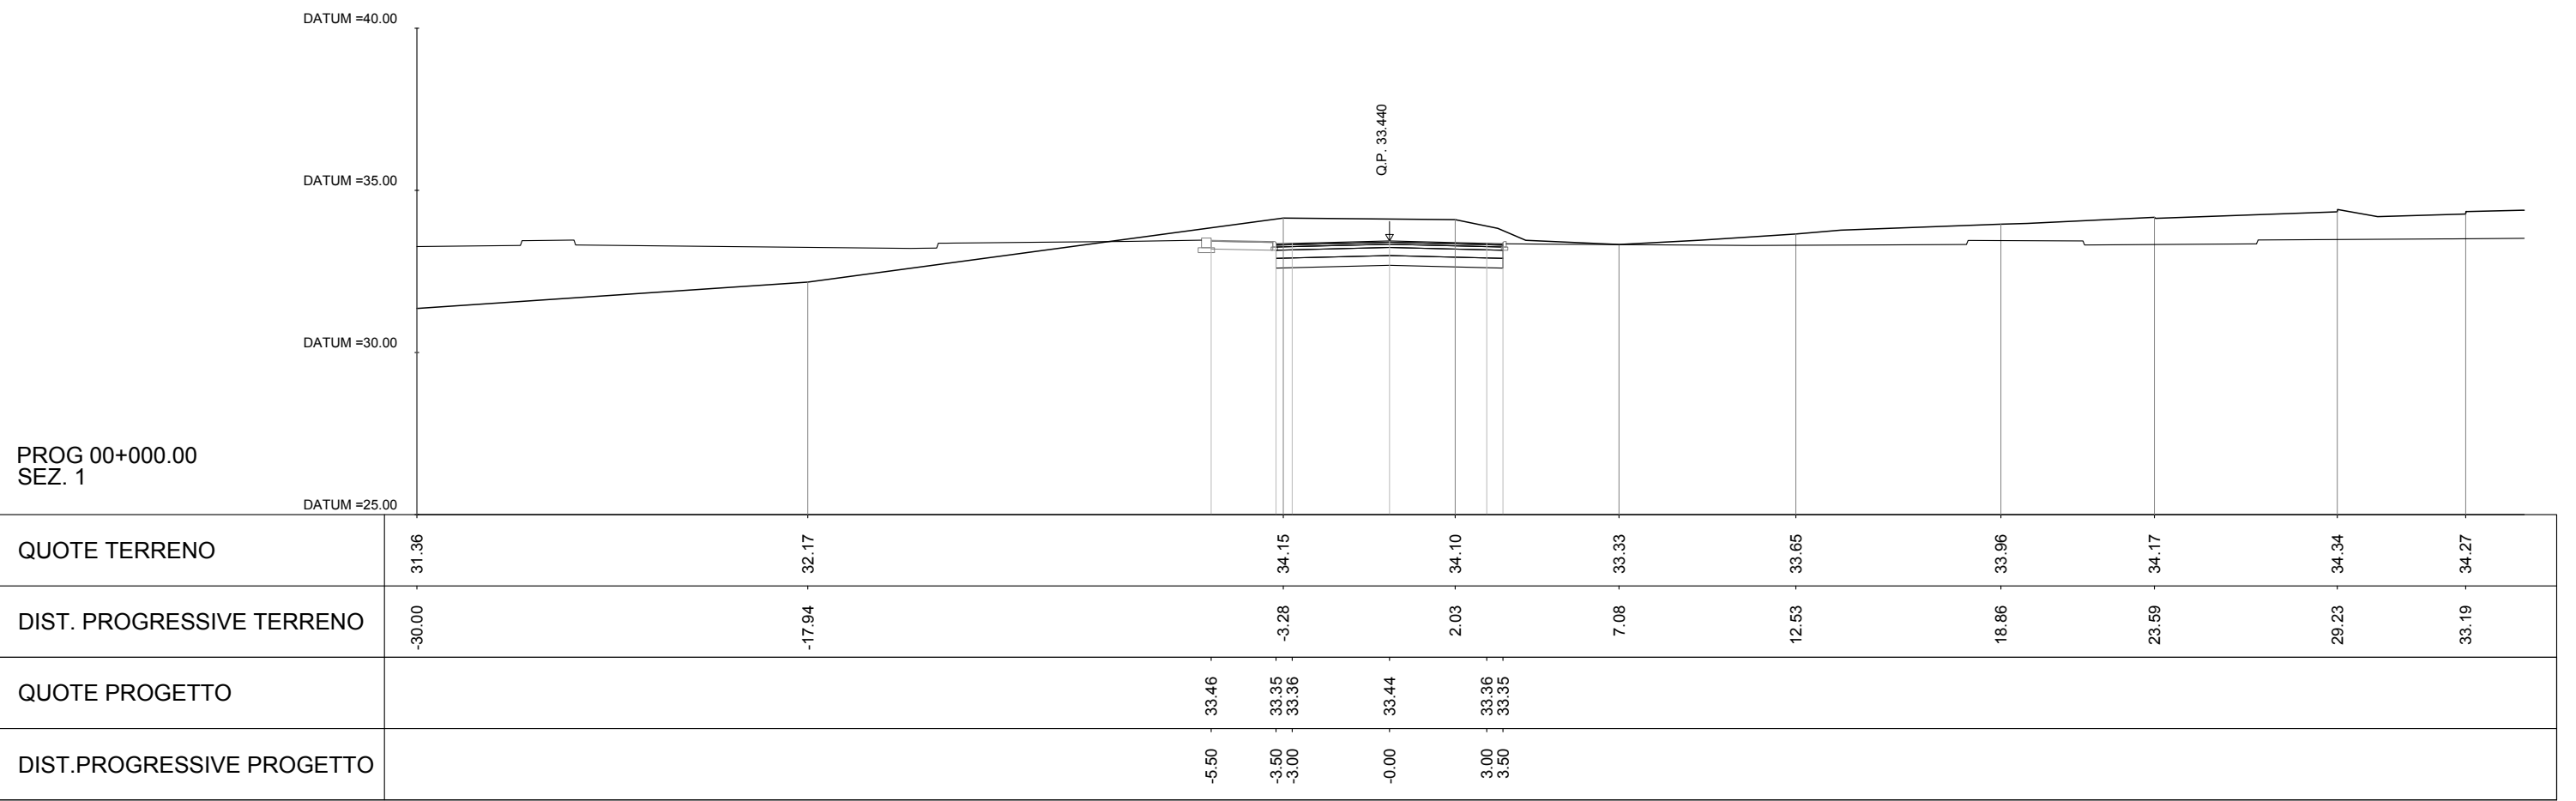 DATUM =40.00
Q.P. 33.440
DATUM =35.00
DATUM =30.00
PROG 00+000.00
SEZ. 1
DATUM =25.00
QUOTE TERRENO 31.36 32.17 34.15 34.10 33.33 33.65 33.96 34.17 34.34 34.27
DIST. PROGRESSIVE TERRENO -30.00 -17.94 -3.28 2.03 7.08 12.53 18.86 23.59 29.23 33.19
QUOTE PROGETTO 33.46 33.35 33.36 33.44 33.36 33.35
DIST.PROGRESSIVE PROGETTO -5.50 -3.50 -3.00 -0.00 3.00 3.50